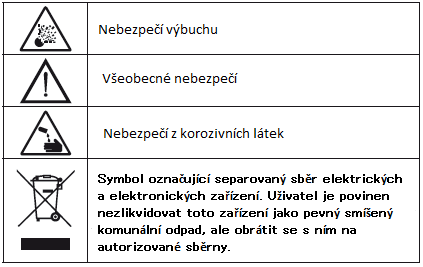 Nebezpečí výbuchu
Všeobecné nebezpečí
Nebezpečí z korozivních látek
Symbol označující separovaný sběr elektrických
a elektronických zařízení. Uživatel je povinen
nezlikvidovat toto zařízení jako pevný smíšený
komunální odpad, ale obrátit se s ním na
autorizované sběrny.